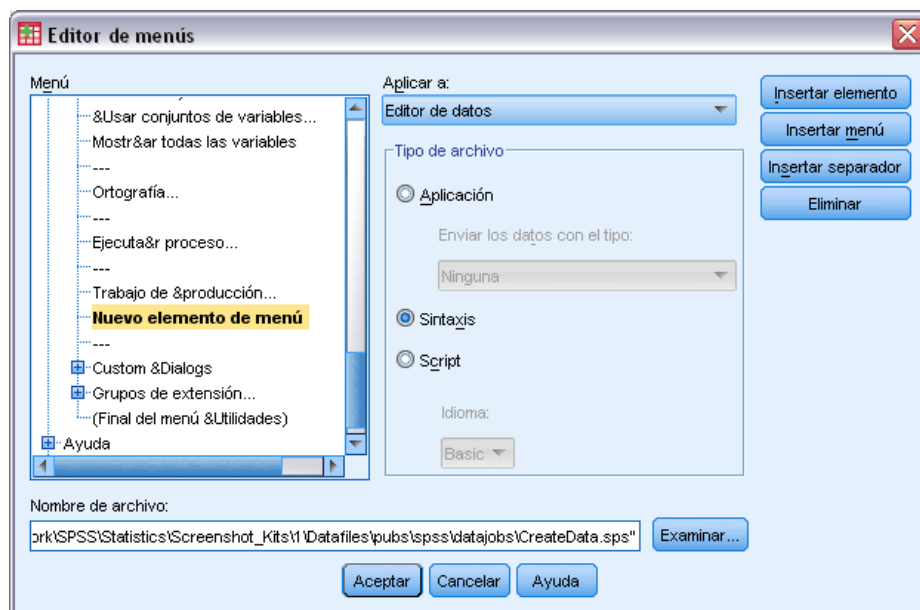 Editor de menús
Menú
&Usar conjuntos de variables...
Mostr&ar todas las variables
---
Ortografía...
---
Ejecuta&r proceso...
---
Trabajo de &producción...
Nuevo elemento de menú
---
Custom &Dialogs
Grupos de extensión...
(Final del menú &Utilidades)
Ayuda
Aplicar a:
Editor de datos
Tipo de archivo
Aplicación
Enviar los datos con el tipo:
Ninguna
Sintaxis
Script
Idioma:
Basic
Insertar elemento
Insertar menú
Insertar separador
Eliminar
Nombre de archivo:
ork\SPSS\Statistics\Screenshot_Kits\1\Datafiles\pubs\spss\datajobs\CreateData.sps"
Examinar...
Aceptar
Cancelar
Ayuda